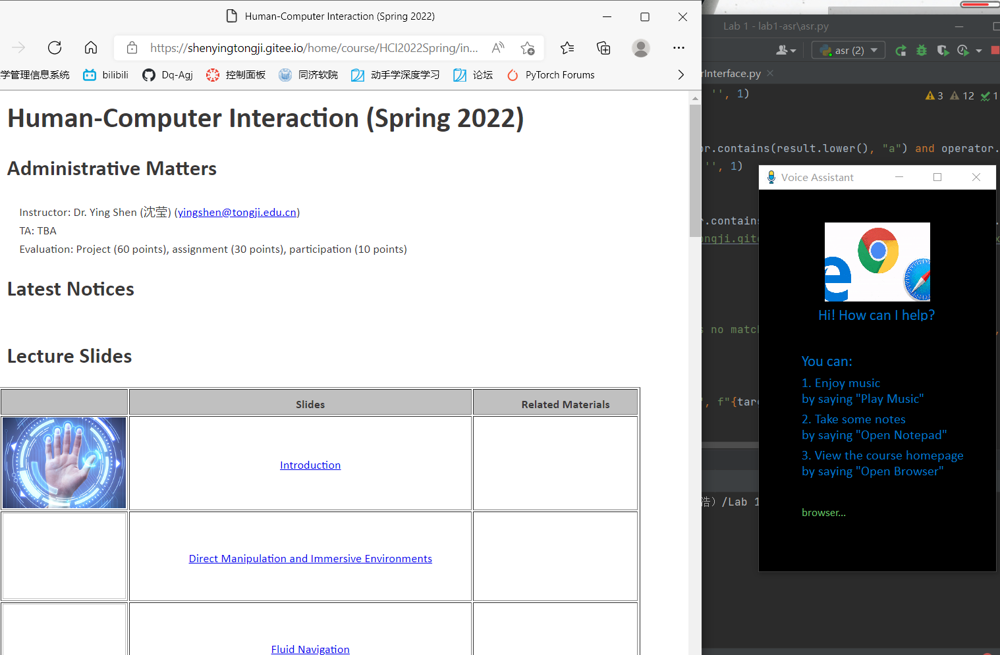 Human-Computer Interaction (Spring 2022)
https://shenyingtongji.gitee.io/home/course/HCI2022Spring/in...
学管理信息系统 bilibili Dq-Agj 控制面板 同济软院 动手学深度学习 论坛 PyTorch Forums
Human-Computer Interaction (Spring 2022)
Administrative Matters
Instructor: Dr. Ying Shen (沈莹) (yingshen@tongji.edu.cn)
TA: TBA
Evaluation: Project (60 points), assignment (30 points), participation (10 points)
Latest Notices
Lecture Slides
Slides Related Materials
Introduction
Direct Manipulation and Immersive Environments
Fluid Navigation
Lab 1 - lab1-asr\asr.py
asr (2)
rInterface.py
3 12 1
'', 1)
or.contains(result.lower(), "a") and operator.
'', 1)
r.contains
ongji.gite
s no matc
", f"{targ
浩）/Lab 1
Voice Assistant
Hi! How can I help?
You can:
1. Enjoy music
by saying "Play Music"
2. Take some notes
by saying "Open Notepad"
3. View the course homepage
by saying "Open Browser"
browser...